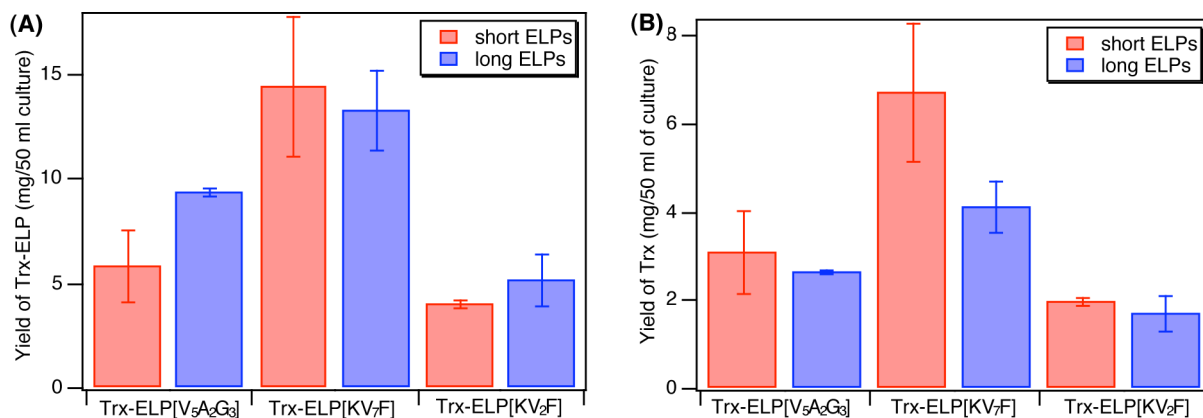 (A)
short ELPs
long ELPs
Yield of Trx-ELP (mg/50 ml culture)
15
10
5
0
Trx-ELP[V₅A₂G₃] Trx-ELP[KV₇F] Trx-ELP[KV₂F]
(B)
short ELPs
long ELPs
Yield of Trx (mg/50 ml of culture)
8
6
4
2
0
Trx-ELP[V₅A₂G₃] Trx-ELP[KV₇F] Trx-ELP[KV₂F]